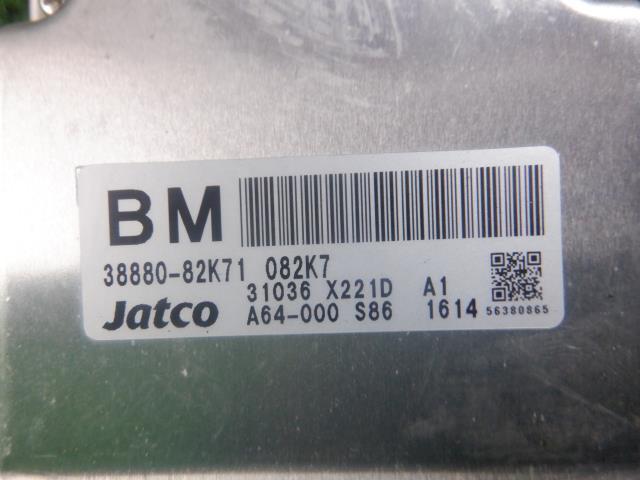 BM
38880-82K71 082K7
31036 X221D A1
Jatco A64-000 S86 1614 56380865